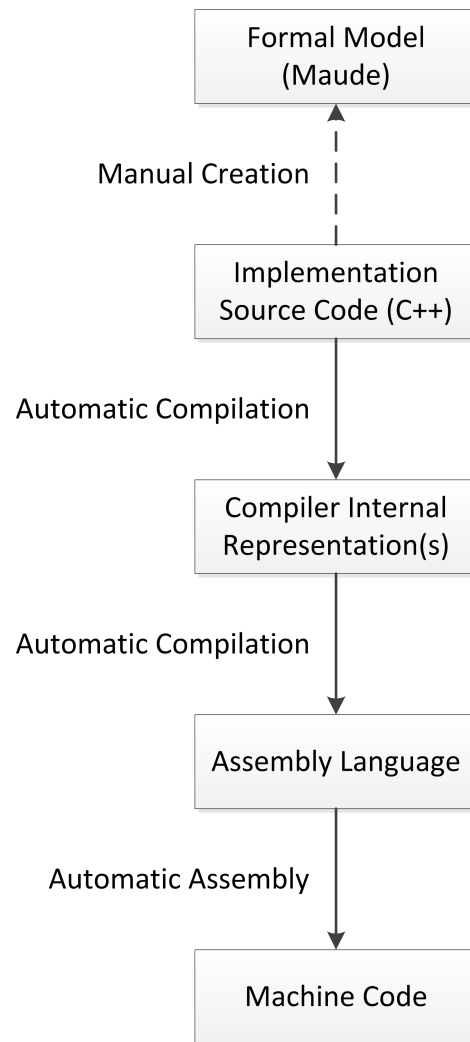 Formal Model
(Maude)
Manual Creation
Implementation
Source Code (C++)
Automatic Compilation
Compiler Internal
Representation(s)
Automatic Compilation
Assembly Language
Automatic Assembly
Machine Code